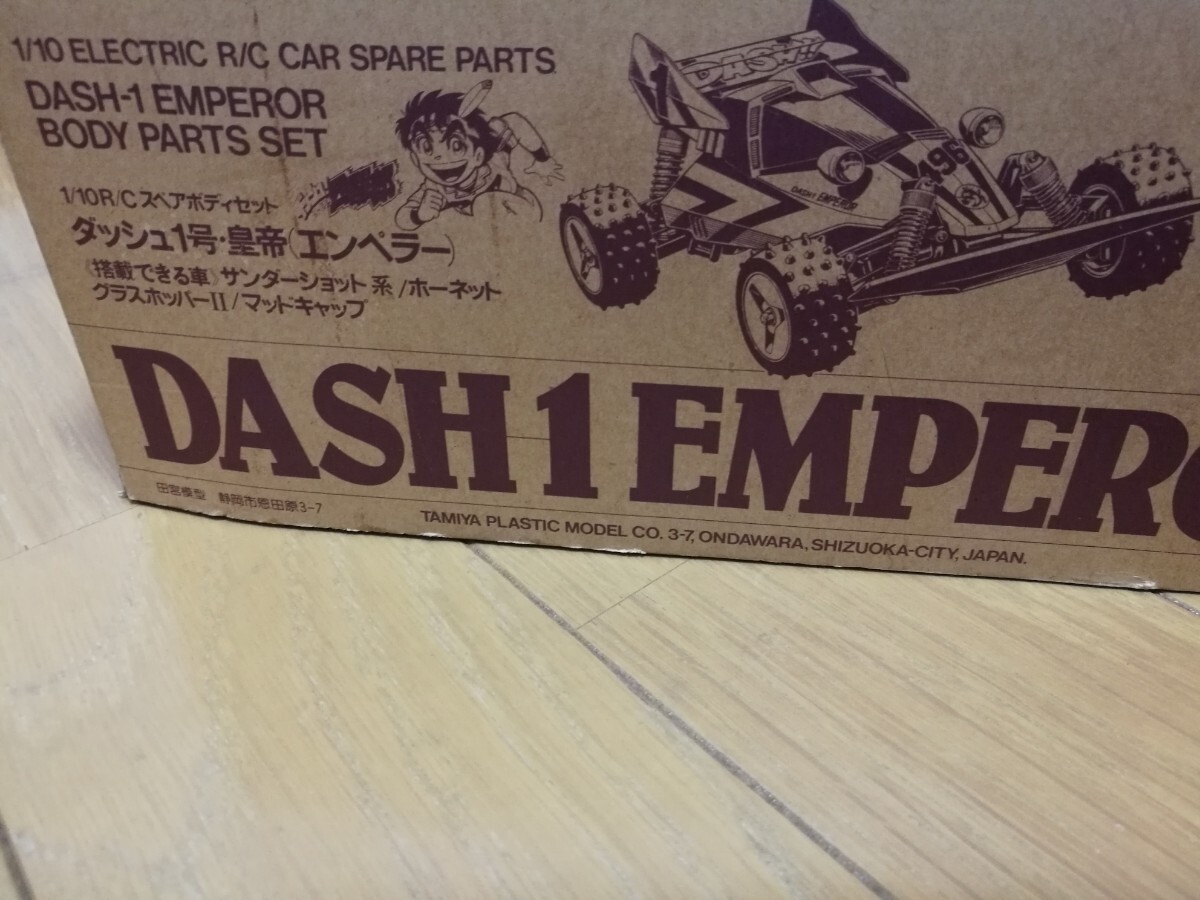 1/10 ELECTRIC R/C CAR SPARE PARTS
DASH-1 EMPEROR
BODY PARTS SET
1/10R/Cスペアボディセット
ダッシュ1号・皇帝(エンペラー)
《搭載できる車》サンダーショット系/ホーネット
グラスホッパーII/マッドキャップ
DASH!
1
96
DASH1 EMPEROR
DASH 1 EMPERO
田宮模型 静岡市恩田原3-7
TAMIYA PLASTIC MODEL CO. 3-7, ONDAWARA, SHIZUOKA-CITY, JAPAN.